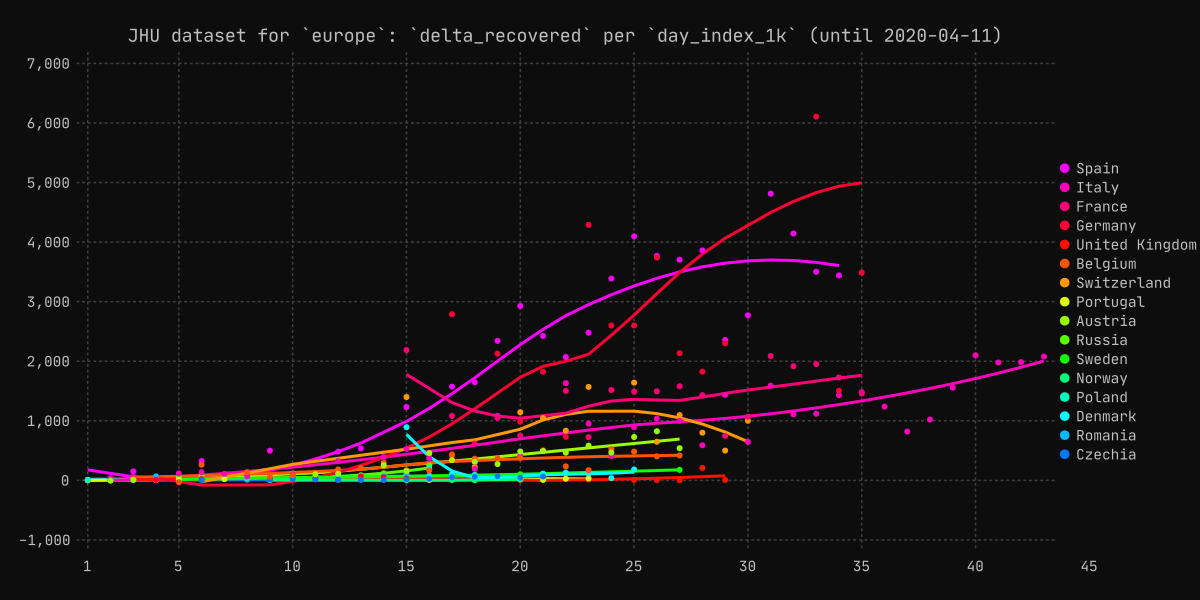 JHU dataset for `europe`: `delta_recovered` per `day_index_1k` (until 2020-04-11)
7,000
6,000
5,000
4,000
3,000
2,000
1,000
0
-1,000
1 5 10 15 20 25 30 35 40 45
Spain
Italy
France
Germany
United Kingdom
Belgium
Switzerland
Portugal
Austria
Russia
Sweden
Norway
Poland
Denmark
Romania
Czechia